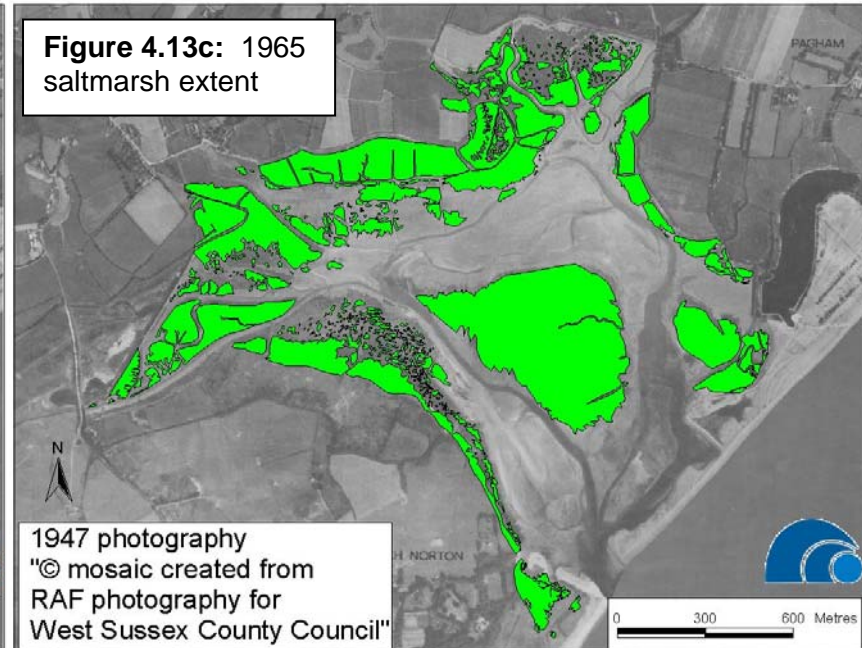 Figure 4.13c: 1965
saltmarsh extent
PAGHAM
N
H NORTON
1947 photography
"© mosaic created from
RAF photography for
West Sussex County Council"
0 300 600 Metres